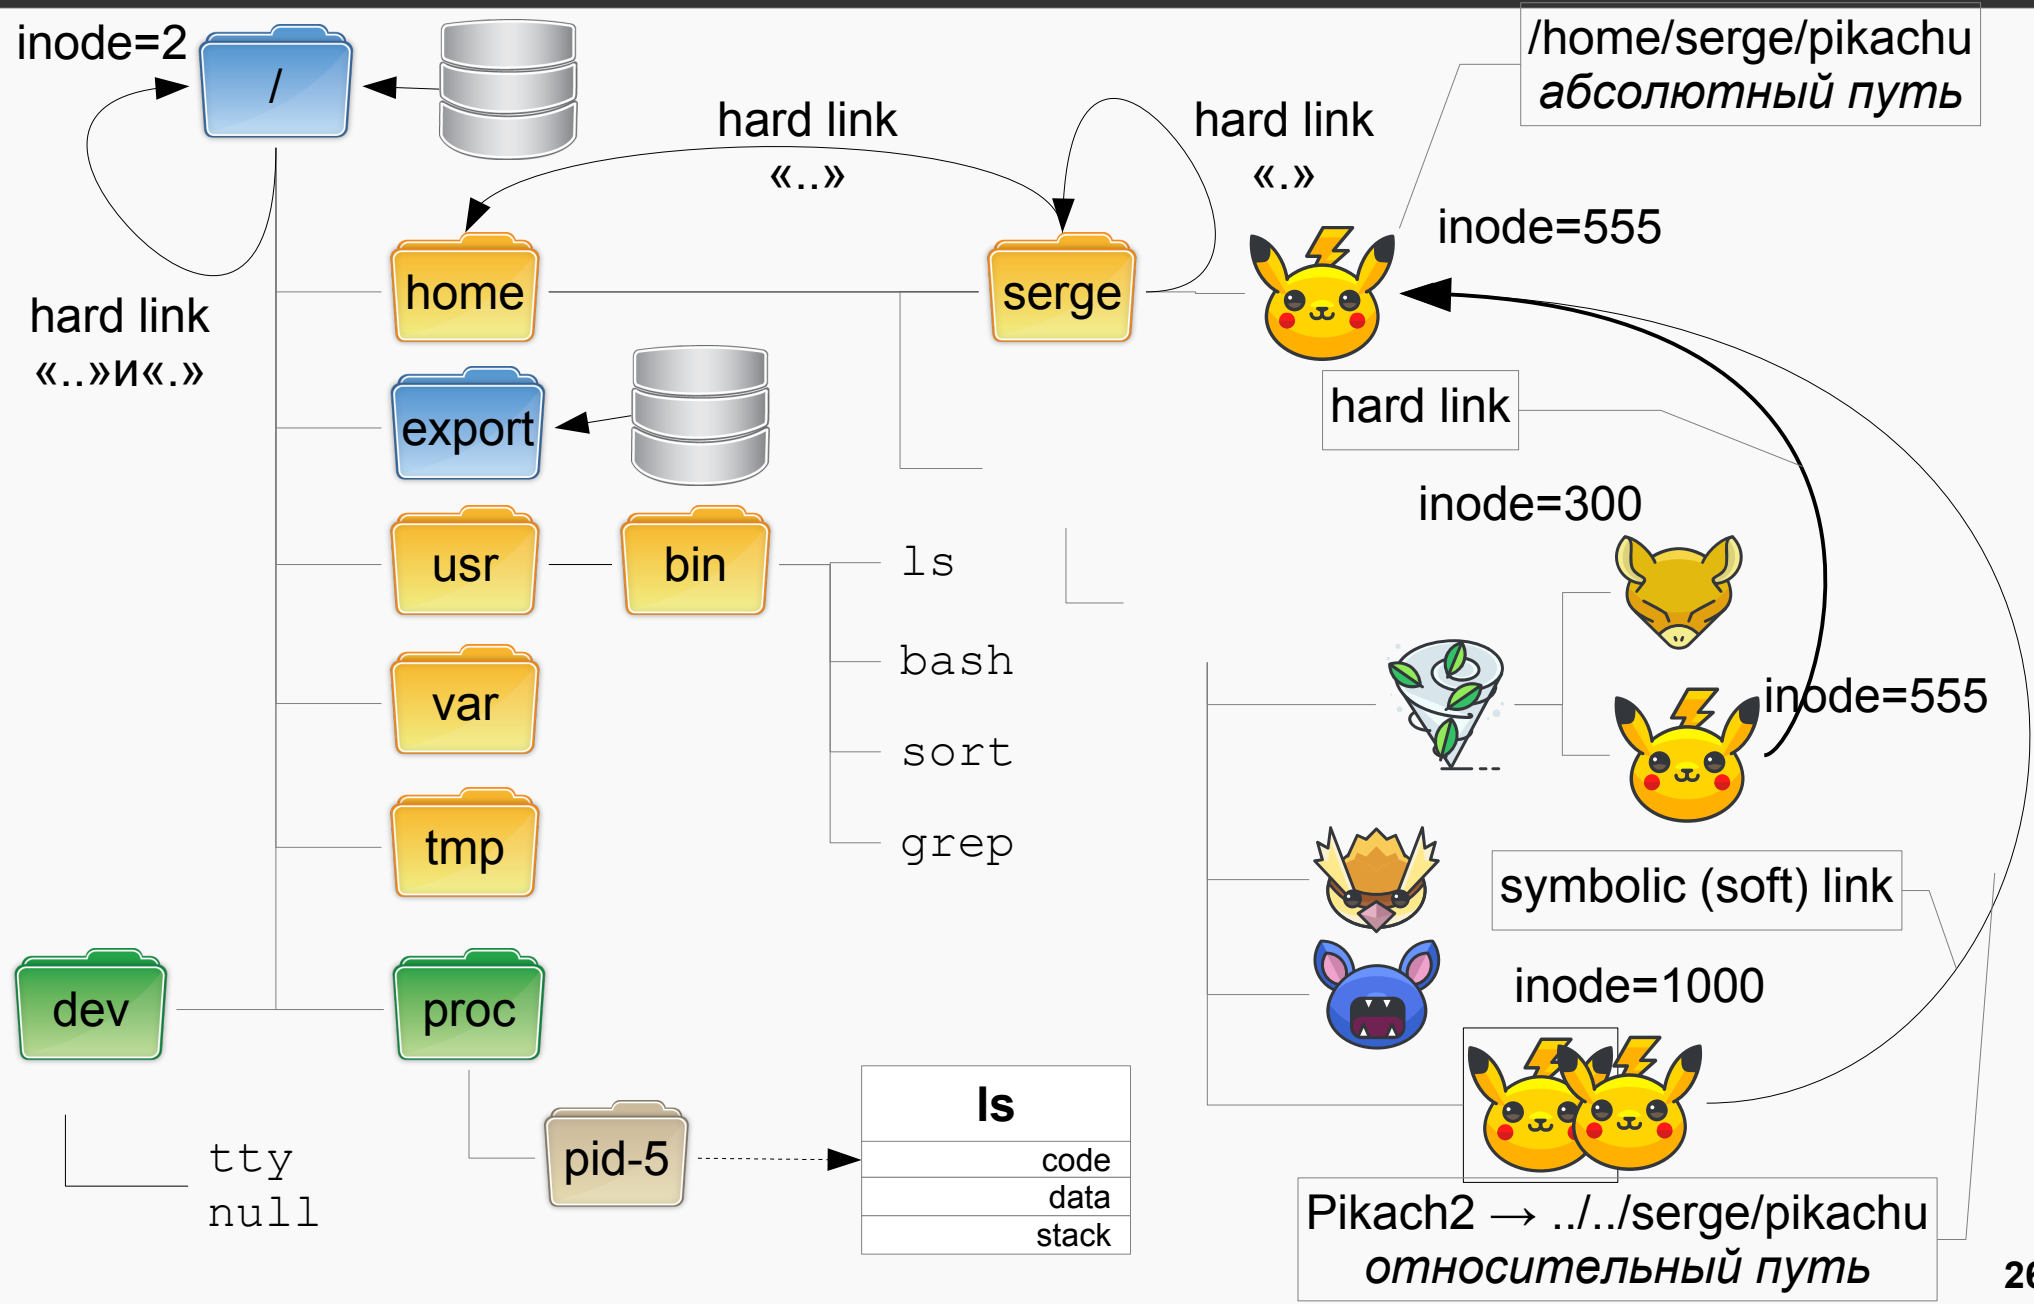 inode=2
/
/home/serge/pikachu
абсолютный путь
hard link
«..»
hard link
«.»
inode=555
home
serge
hard link
«..»и«.»
export
hard link
inode=300
usr
bin
ls
bash
var
inode=555
sort
tmp
grep
symbolic (soft) link
inode=1000
dev
proc
ls
pid-5
code
data
stack
tty
null
Pikach2 → ../../serge/pikachu
относительный путь
26